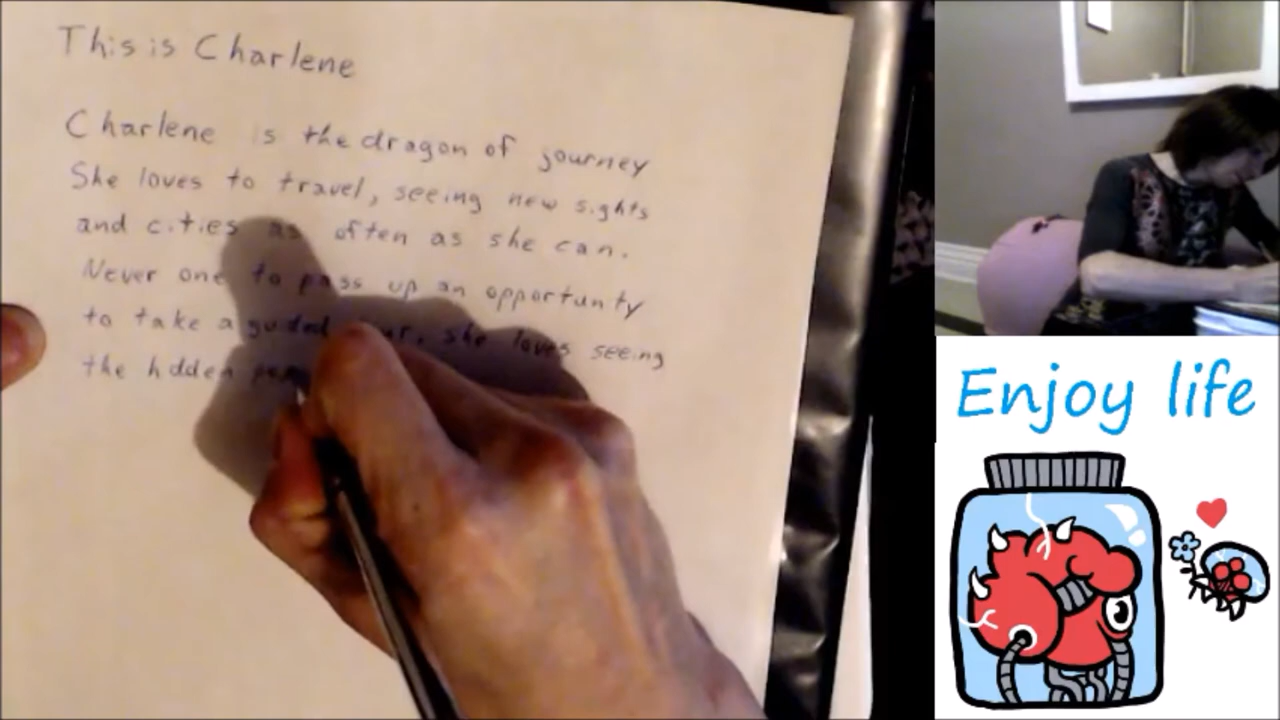 This is Charlene
Charlene is the dragon of journey
She loves to travel, seeing new sights
and cities as often as she can.
Never one to pass up an opportunity
to take a guided she loves seeing
the hidden
Enjoy life